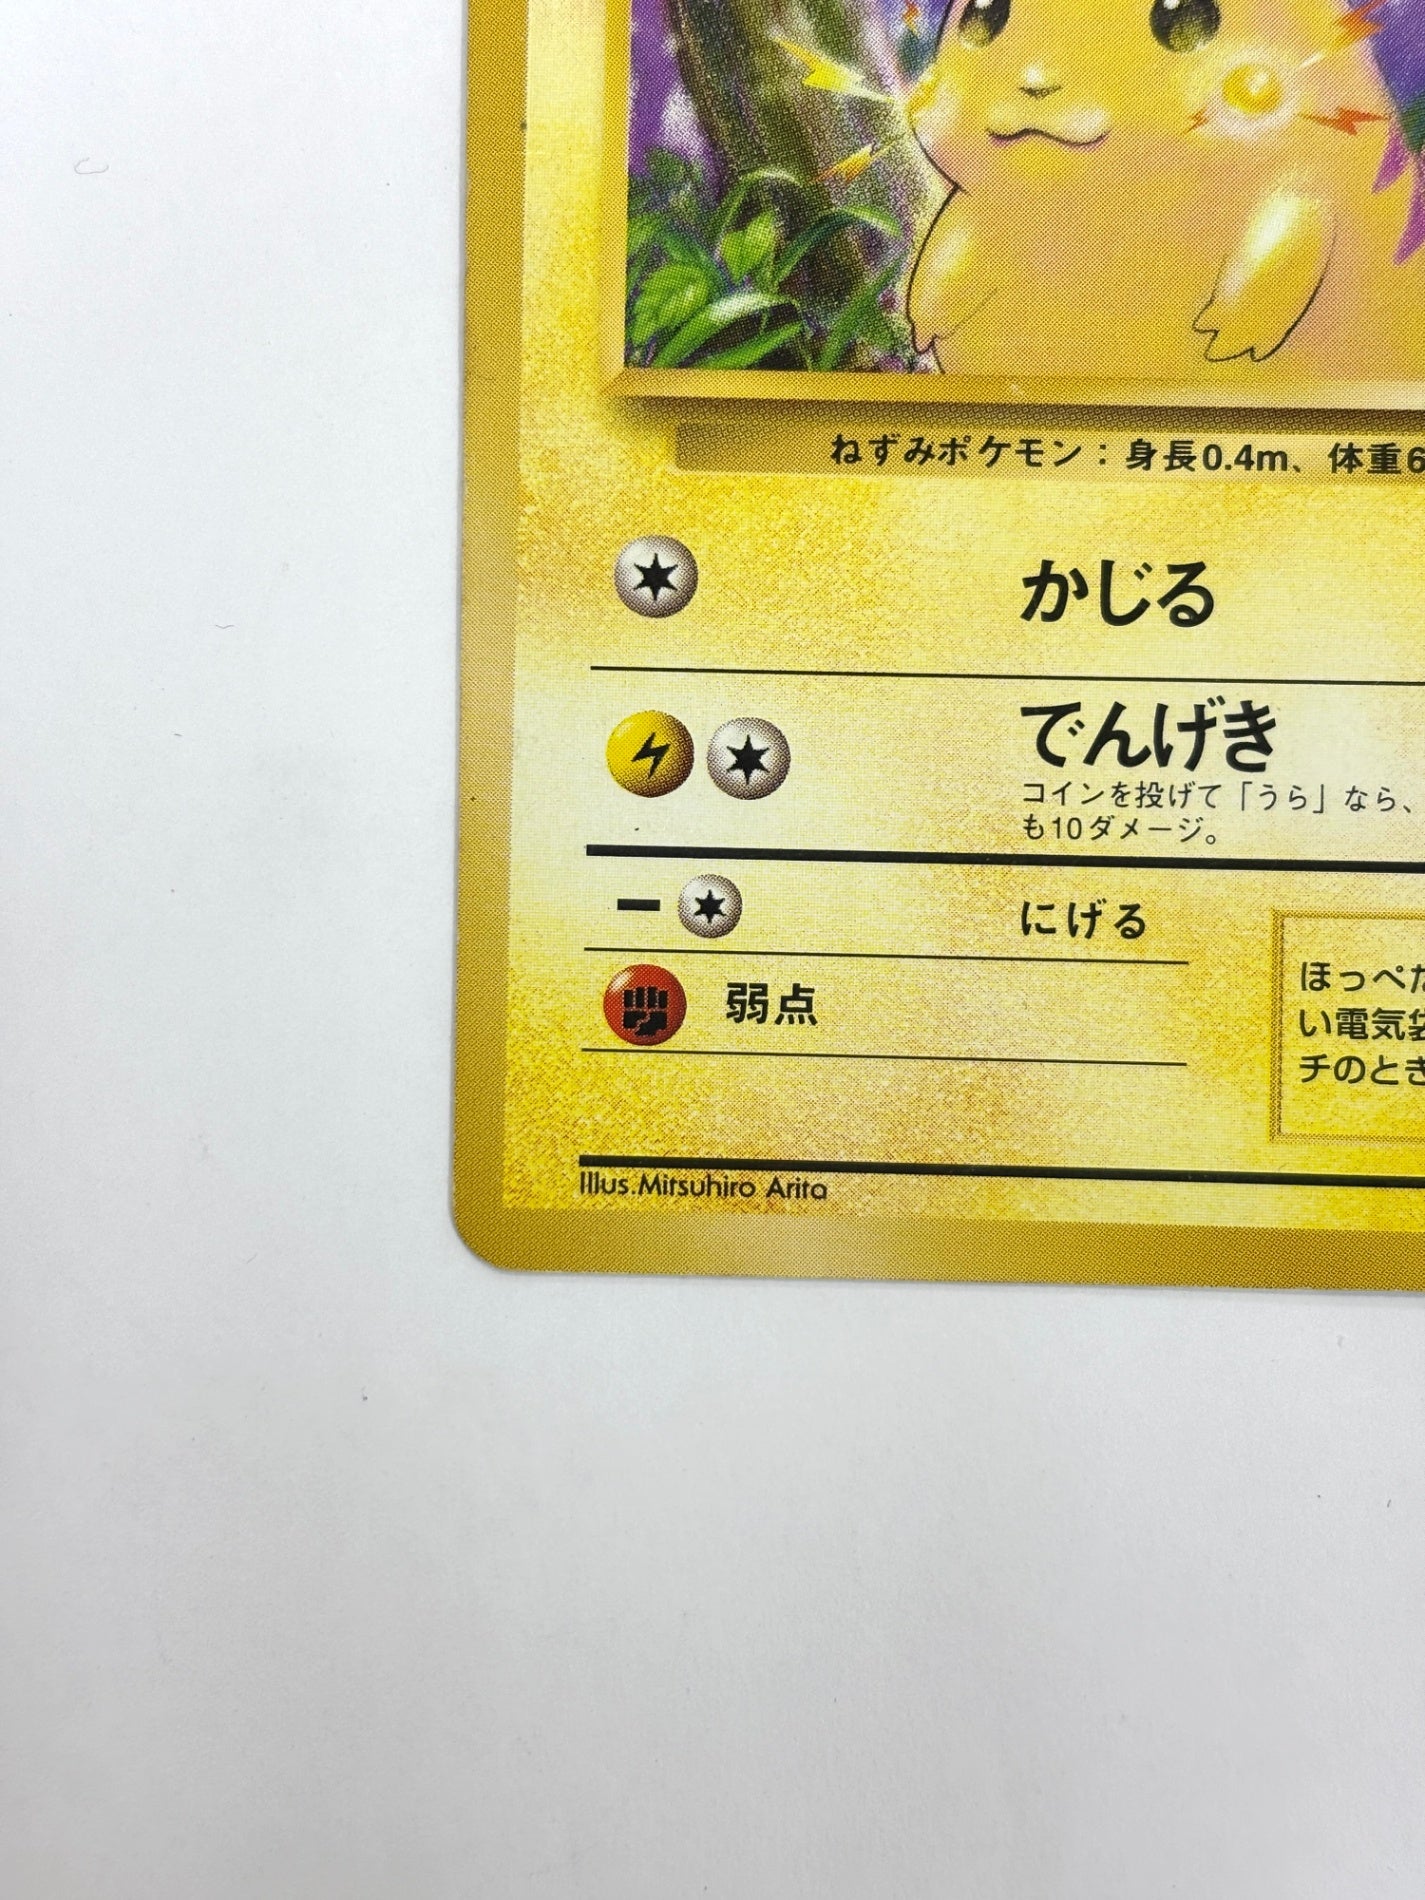 ねずみポケモン：身長0.4m、体重6
かじる
でんげき
コインを投げて「うら」なら、
も10ダメージ。
にげる
弱点
ほっぺた
い電気袋
チのとき
Illus.Mitsuhiro Arita